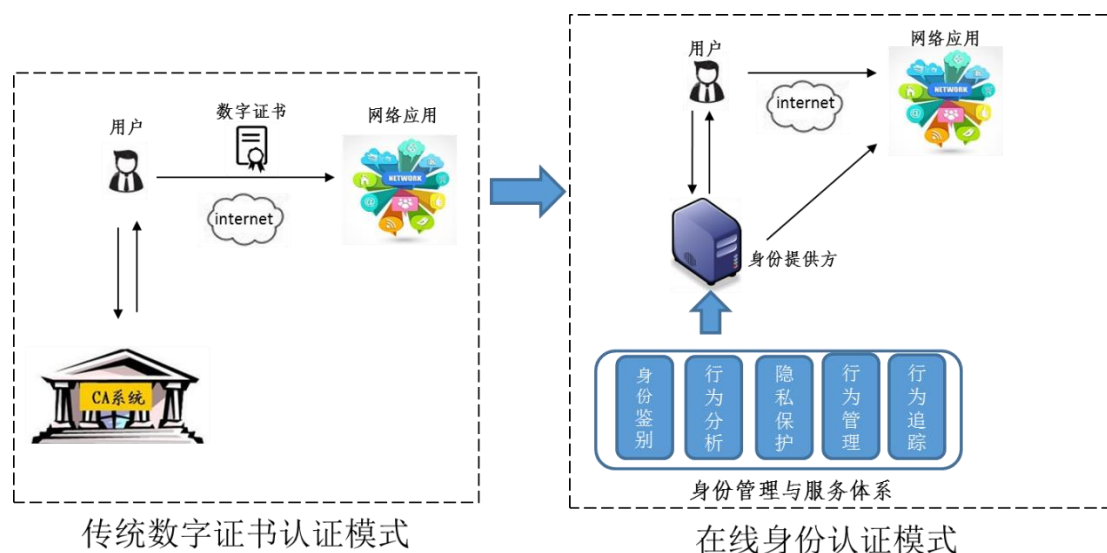 数字证书
用户
网络应用
NETWORK
internet
CA系统
传统数字证书认证模式
用户
网络应用
internet
NETWORK
身份提供方
身份鉴别
行为分析
隐私保护
行为管理
行为追踪
身份管理与服务体系
在线身份认证模式